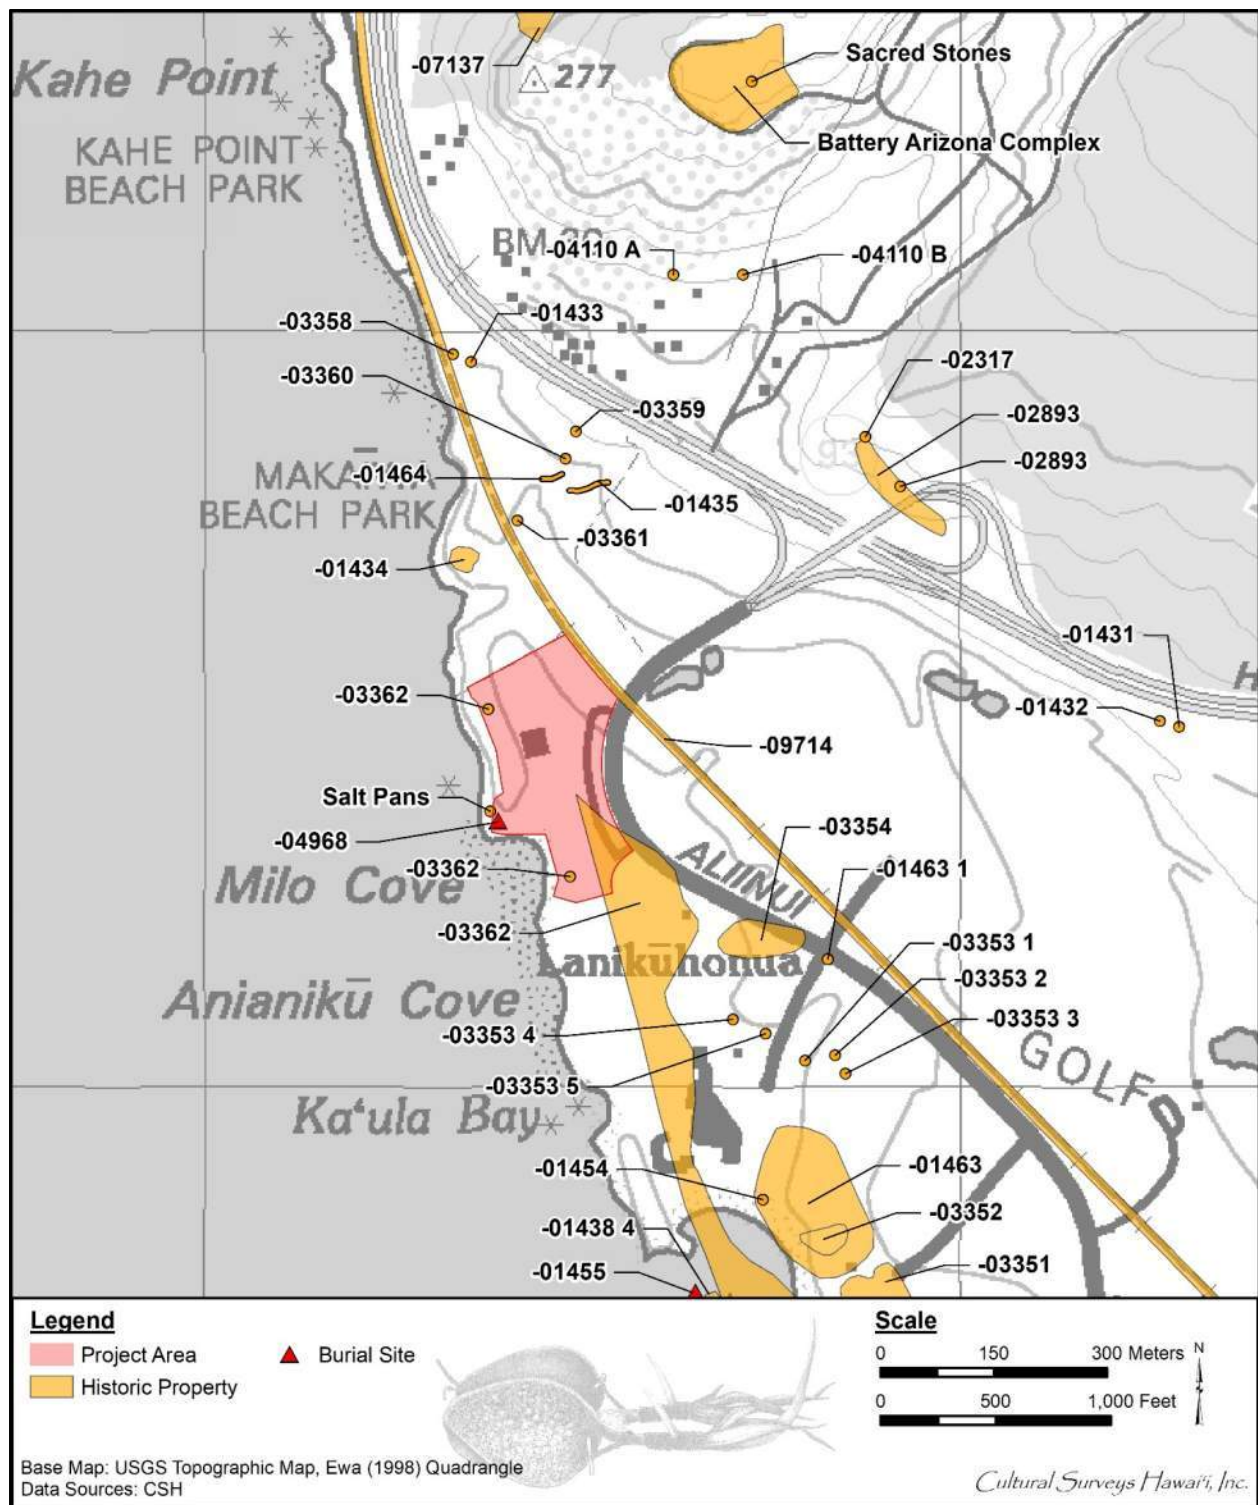 Sacred Stones
-07137
277
Kahe Point
Battery Arizona Complex
KAHE POINT
BEACH PARK
BM
-04110 A
-04110 B
-01433
-03358
-02317
-03360
-03359
-02893
-02893
-01464
-01435
BEACH PARK
-03361
-01434
-01431
H
-03362
-01432
-09714
Salt Pans
-03354
-04968
ALIINUI
-01463 1
-03362
Milo Cove
-03362
-03353 1
Lanikūhonua
-03353 2
Anianikū Cove
-03353 3
-03353 4
GOLF
-03353 5
Kaʻula Bay
-01454
-01463
-03352
-01438 4
-03351
-01455
Legend
Project Area
Burial Site
Historic Property
Scale
0 150 300 Meters
N
0 500 1,000 Feet
Base Map: USGS Topographic Map, Ewa (1998) Quadrangle
Data Sources: CSH
Cultural Surveys Hawaiʻi, Inc.